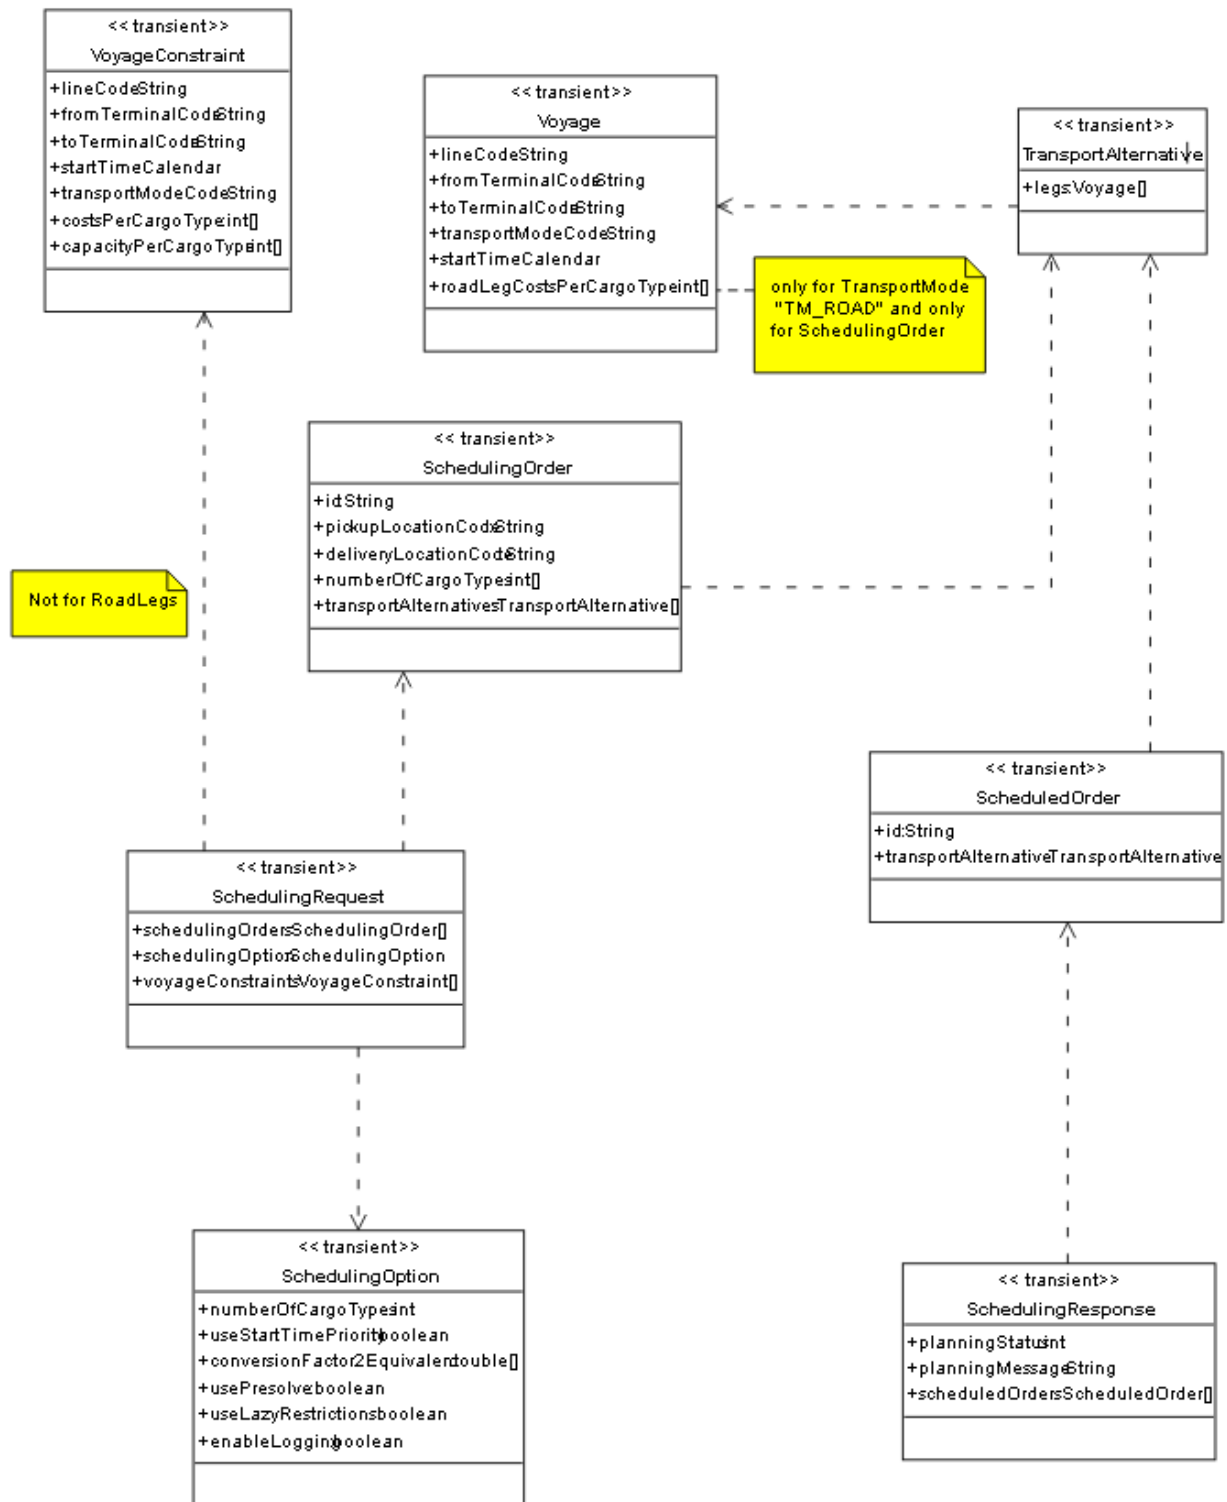 << transient>>
VoyageConstraint
+lineCode:String
+fromTerminalCode:String
+toTerminalCode:String
+startTime:Calendar
+transportModeCode:String
+costsPerCargoType:int[]
+capacityPerCargoType:int[]
<< transient>>
Voyage
+lineCode:String
+fromTerminalCode:String
+toTerminalCode:String
+transportModeCode:String
+startTime:Calendar
+roadLegCostsPerCargoType:int[]
only for TransportMode
"TM_ROAD" and only
for SchedulingOrder
<< transient>>
TransportAlternative
+legs:Voyage[]
<< transient>>
SchedulingOrder
+id:String
+pickupLocationCode:String
+deliveryLocationCode:String
+numberOfCargoTypes:int[]
+transportAlternatives:TransportAlternative[]
Not for RoadLegs
<< transient>>
ScheduledOrder
+id:String
+transportAlternative:TransportAlternative
<< transient>>
SchedulingRequest
+schedulingOrders:SchedulingOrder[]
+schedulingOption:SchedulingOption
+voyageConstraints:VoyageConstraint[]
<< transient>>
SchedulingOption
+numberOfCargoTypes:int
+useStartTimePriority:boolean
+conversionFactor2Equivalent:double[]
+usePresolve:boolean
+useLazyRestrictions:boolean
+enableLogging:boolean
<< transient>>
SchedulingResponse
+planningStatus:int
+planningMessage:String
+scheduledOrders:ScheduledOrder[]